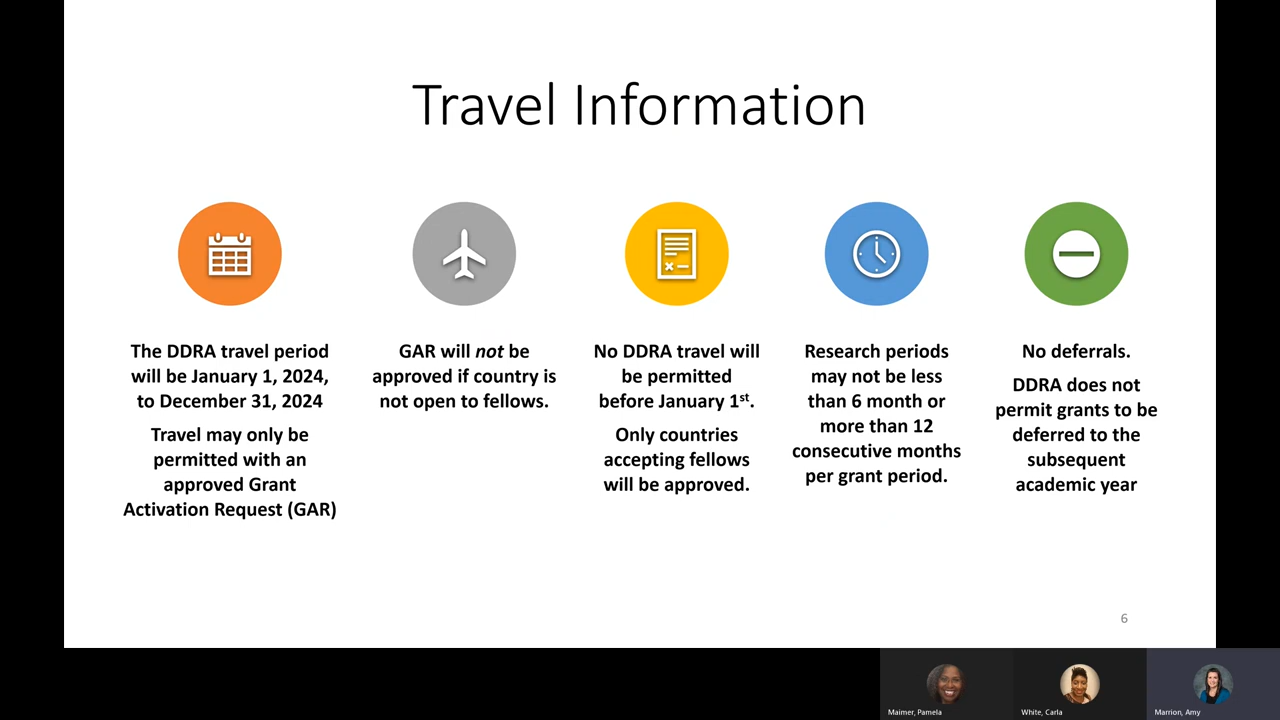 Travel Information
The DDRA travel period
will be January 1, 2024,
to December 31, 2024
Travel may only be
permitted with an
approved Grant
Activation Request (GAR)
GAR will not be
approved if country is
not open to fellows.
No DDRA travel will
be permitted
before January 1st.
Only countries
accepting fellows
will be approved.
Research periods
may not be less
than 6 month or
more than 12
consecutive months
per grant period.
No deferrals.
DDRA does not
permit grants to be
deferred to the
subsequent
academic year
6
Maimer, Pamela
White, Carla
Marrion, Amy